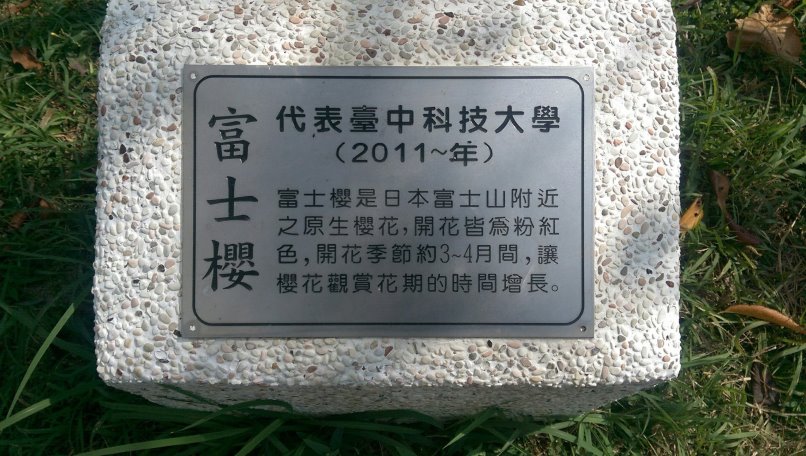 富士櫻
代表臺中科技大學
(2011~年)
富士櫻是日本富士山附近
之原生櫻花,開花皆為粉紅
色,開花季節約3~4月間,讓
櫻花觀賞花期的時間增長。